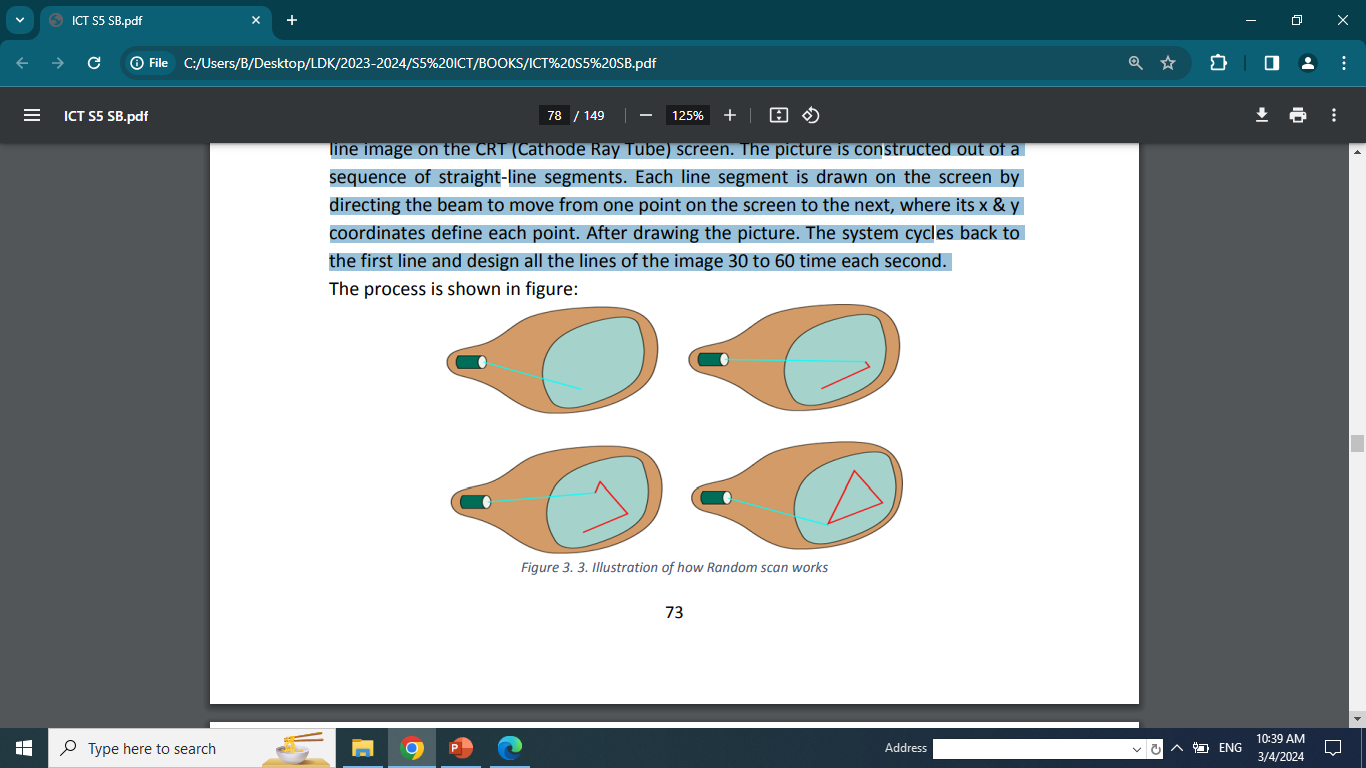 ICT S5 SB.pdf
File
C:/Users/B/Desktop/LDK/2023-2024/S5%20ICT/BOOKS/ICT%20S5%20SB.pdf
ICT S5 SB.pdf
78 / 149
125%
line image on the CRT (Cathode Ray Tube) screen. The picture is constructed out of a
sequence of straight-line segments. Each line segment is drawn on the screen by
directing the beam to move from one point on the screen to the next, where its x & y
coordinates define each point. After drawing the picture. The system cycles back to
the first line and design all the lines of the image 30 to 60 time each second.
The process is shown in figure:
Figure 3. 3. Illustration of how Random scan works
73
Type here to search
Address
ENG
10:39 AM
3/4/2024